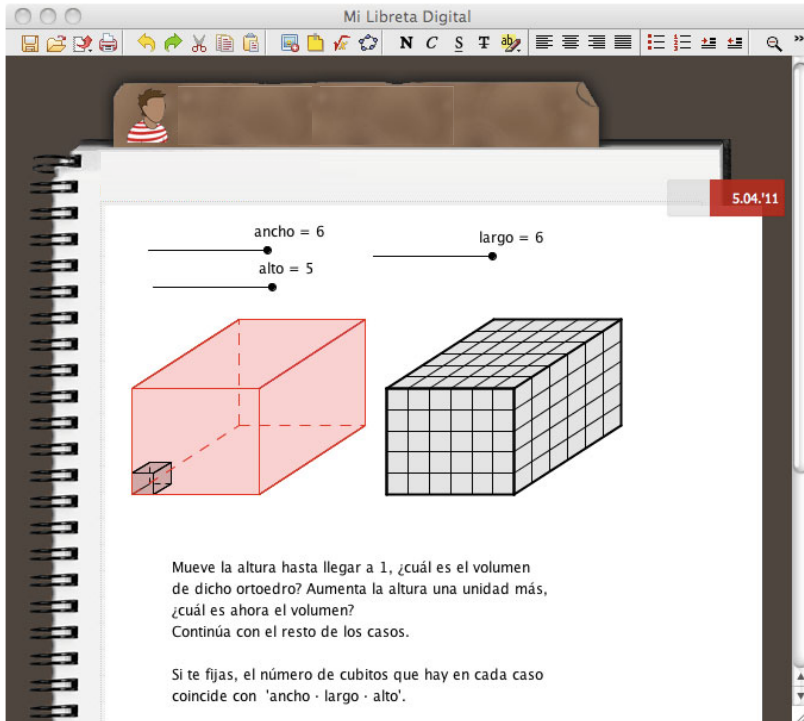 Mi Libreta Digital
N C S T ab »
5.04.'11
ancho = 6
largo = 6
alto = 5
Mueve la altura hasta llegar a 1, ¿cuál es el volumen
de dicho ortoedro? Aumenta la altura una unidad más,
¿cuál es ahora el volumen?
Continúa con el resto de los casos.
Si te fijas, el número de cubitos que hay en cada caso
coincide con 'ancho · largo · alto'.